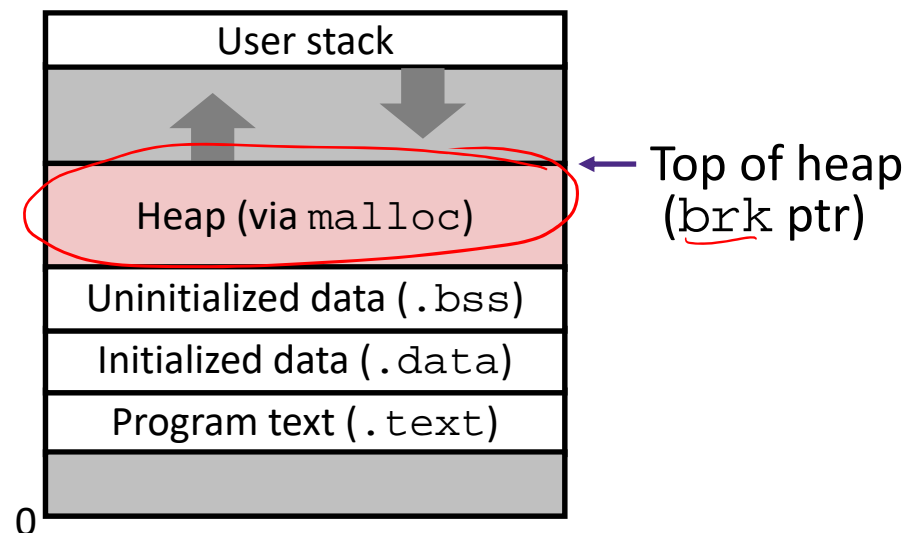 User stack
Top of heap
(brk ptr)
Heap (via malloc)
Uninitialized data (.bss)
Initialized data (.data)
Program text (.text)
0